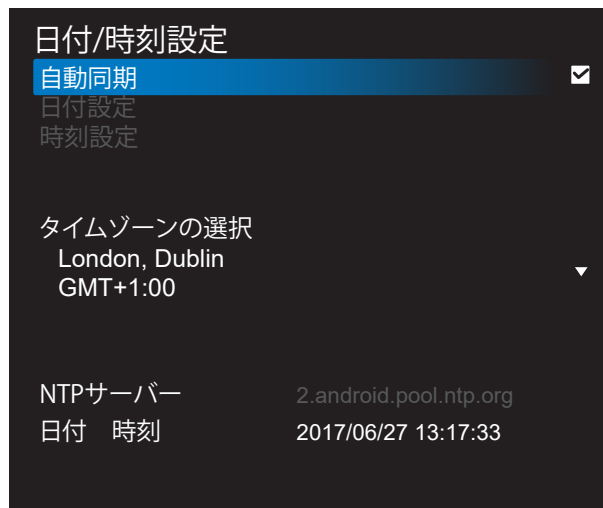 日付/時刻設定
自動同期
日付設定
時刻設定
タイムゾーンの選択
London, Dublin
GMT+1:00
NTPサーバー 2.android.pool.ntp.org
日付　時刻 2017/06/27 13:17:33